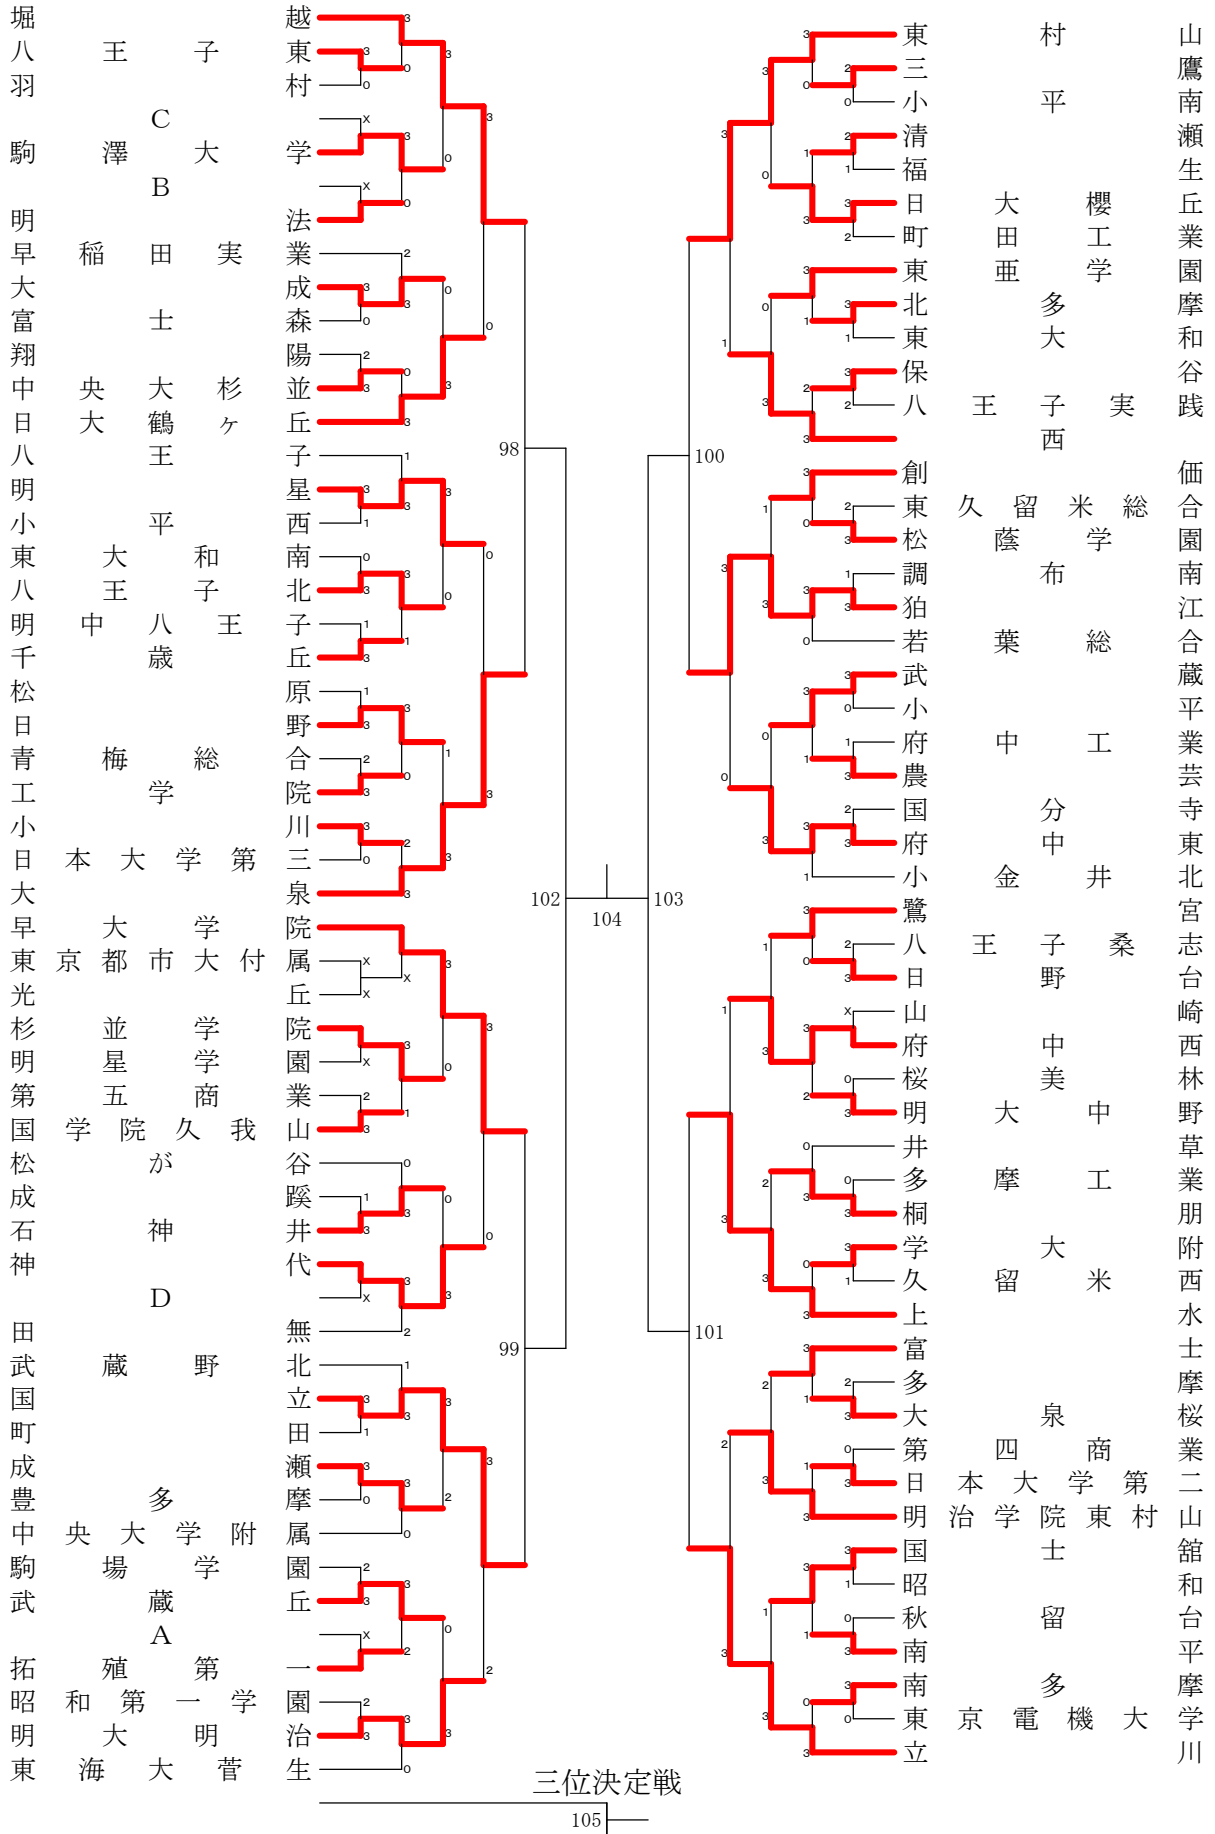 堀越
八王子東
羽村
C
駒澤大学
B
明法
早稲田実業
大成
富士森
翔陽
中央大杉並
日大鶴ヶ丘
八王子
明星
小平西
東大和南
八王子北
明中八王子
千歳丘
松原
日野
青梅総合
工学院
小川
日本大学第三
大泉
早大学院
東京都市大付属
光丘
杉並学院
明星学園
第五商業
国学院久我山
松が谷
成蹊
石神井
神代
D
田無
武蔵野北
国立
町田
成瀬
豊多摩
中央大学附属
駒場学園
武蔵丘
A
拓殖第一
昭和第一学園
明大明治
東海大菅生
98
99
102
104
103
100
101
東村山
三鷹
小平南
清瀬
福生
日大櫻丘
町田工業
東亜学園
北多摩
東大和
保谷
八王子実践
西
創価
東久留米総合
松蔭学園
調布南
狛江
若葉総合
武蔵
小平
府中工業
農芸
国分寺
府中東
小金井北
鷺宮
八王子桑志
日野台
山崎
府中西
桜美林
明大中野
井草
多摩工業
桐朋
学大附
久留米西
上水
富士
多摩
大泉桜
第四商業
日本大学第二
明治学院東村山
国士舘
昭和
秋留台
南平
南多摩
東京電機大学
立川
三位決定戦
105